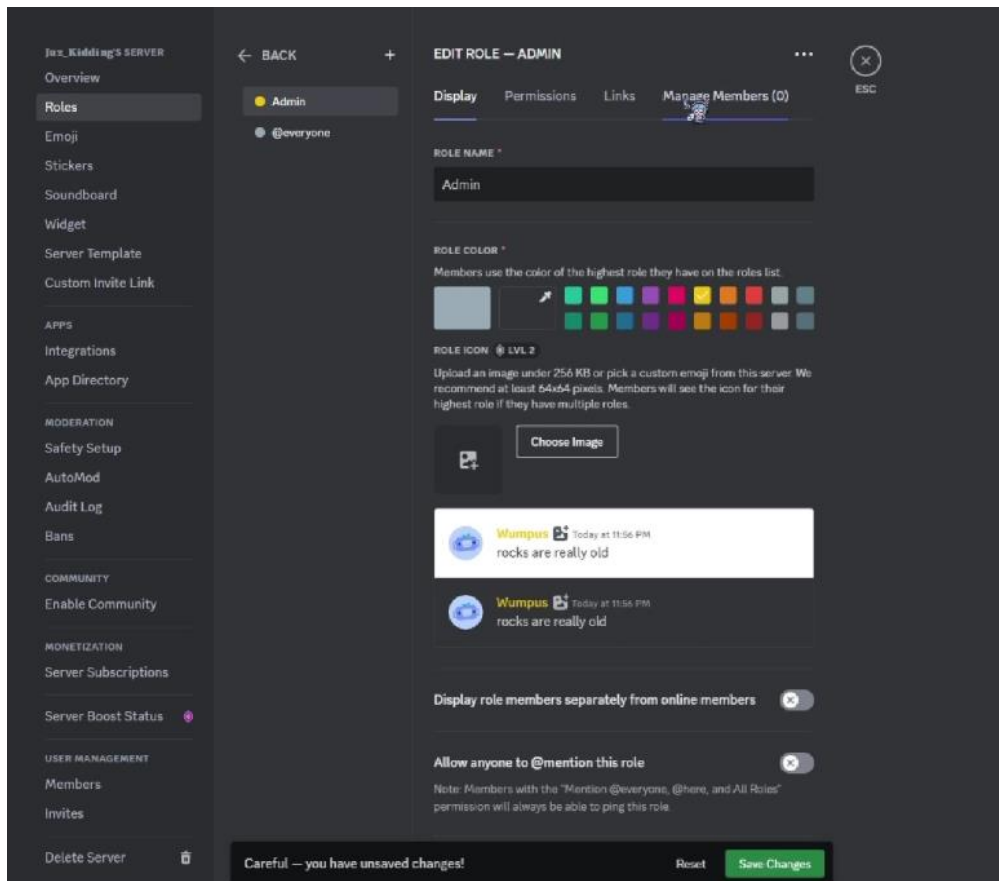 Jux_Kidding'S SERVER
Overview
Roles
Emoji
Stickers
Soundboard
Widget
Server Template
Custom Invite Link
APPS
Integrations
App Directory
MODERATION
Safety Setup
AutoMod
Audit Log
Bans
COMMUNITY
Enable Community
MONETIZATION
Server Subscriptions
Server Boost Status
USER MANAGEMENT
Members
Invites
Delete Server
← BACK +
Admin
@everyone
EDIT ROLE — ADMIN
Display Permissions Links Manage Members (0)
ROLE NAME *
Admin
ROLE COLOR *
Members use the color of the highest role they have on the roles list.
ROLE ICON LVL 2
Upload an image under 256 KB or pick a custom emoji from this server. We
recommend at least 64x64 pixels. Members will see the icon for their
highest role if they have multiple roles.
Choose Image
Wumpus Today at 11:56 PM
rocks are really old
Wumpus Today at 11:56 PM
rocks are really old
Display role members separately from online members
Allow anyone to @mention this role
Note: Members with the "Mention @everyone, @here, and All Roles"
permission will always be able to ping this role.
Careful — you have unsaved changes! Reset Save Changes
ESC